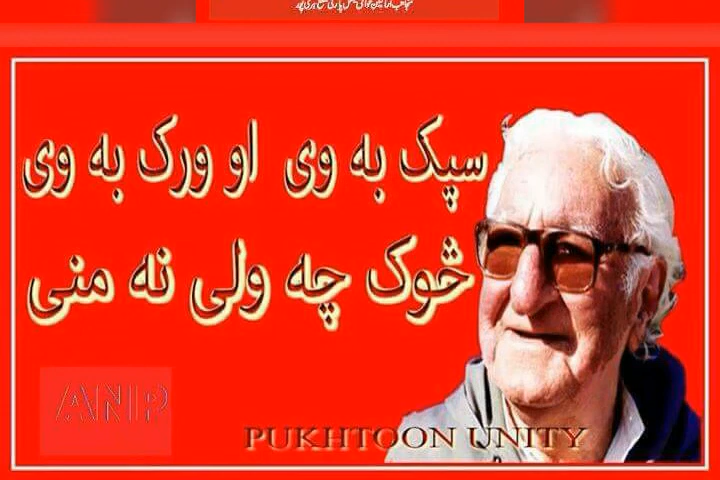 سپک به وی او ورک به وی
څوک چه ولی نه منی
ANP
PUKHTOON UNITY